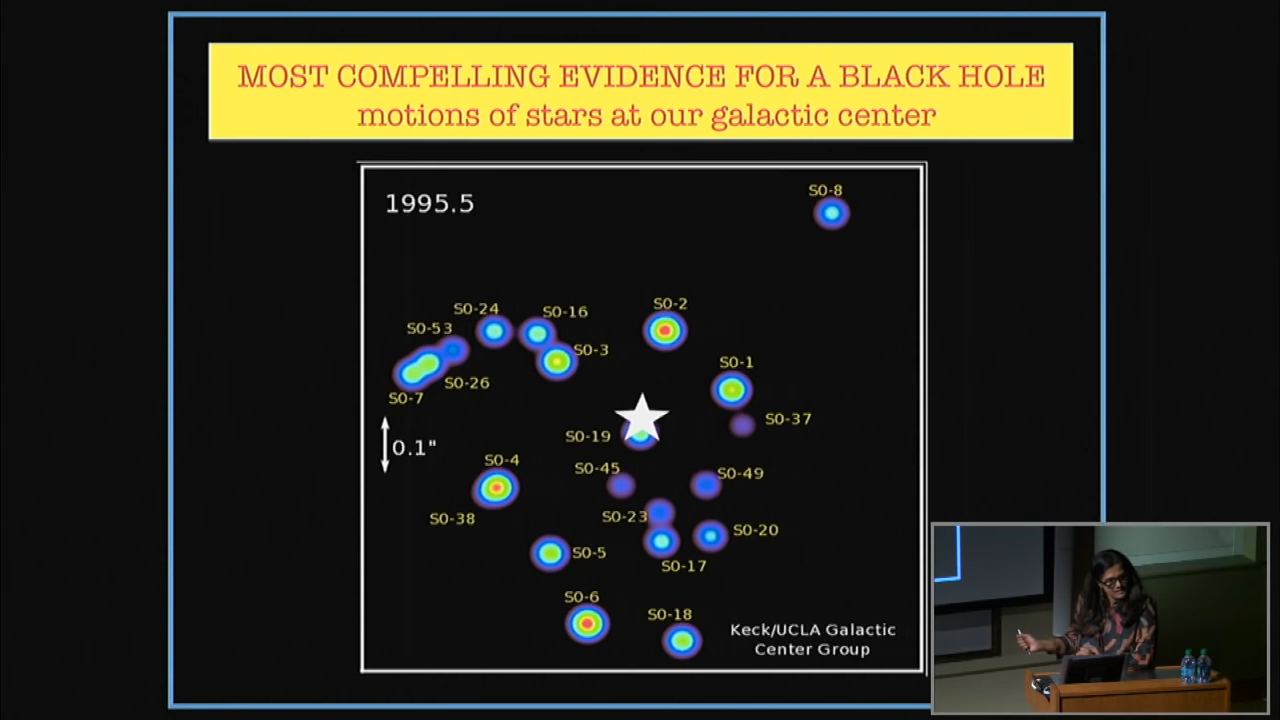 MOST COMPELLING EVIDENCE FOR A BLACK HOLE
motions of stars at our galactic center
1995.5
S0-8
S0-2
S0-24
S0-16
S0-53
S0-3
S0-1
S0-26
S0-7
S0-37
S0-19
0.1"
S0-4
S0-45
S0-49
S0-38
S0-23
S0-20
S0-5
S0-17
S0-6
S0-18
Keck/UCLA Galactic
Center Group